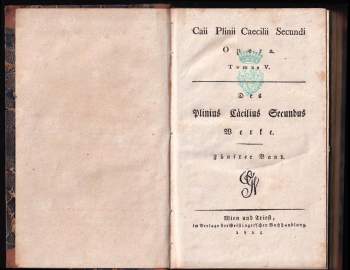 Caii Plinii Caecilii Secundi
Opera.
Tomus V.
Des
Plinius Cäcilius Secundus
Werke.
Fünfter Band.
Wien und Triest,
im Verlage der Geistingerschen Buchhandlung.